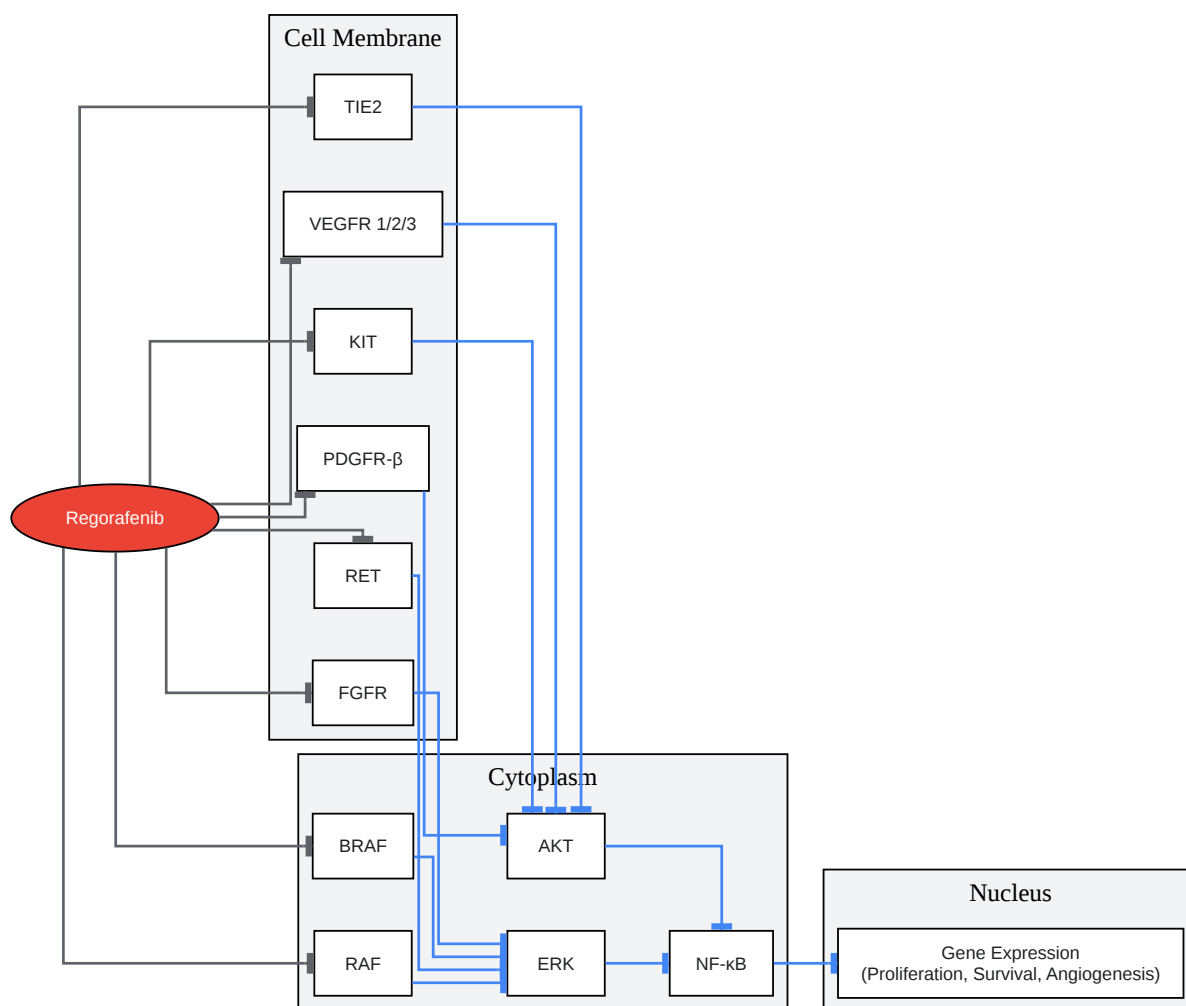 Cell Membrane
TIE2
VEGFR 1/2/3
KIT
PDGFR-β
Regorafenib
RET
FGFR
Cytoplasm
BRAF
AKT
Nucleus
RAF
ERK
NF-κB
Gene Expression
(Proliferation, Survival, Angiogenesis)